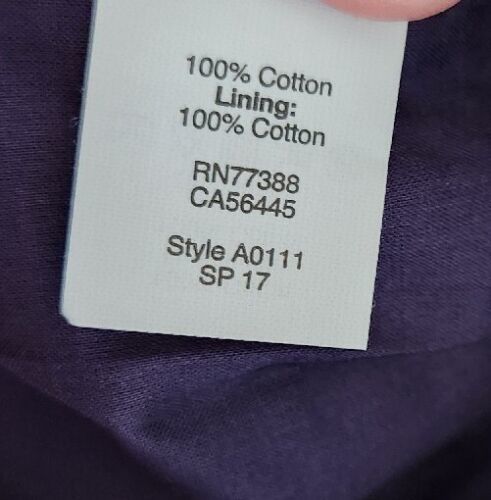 100% Cotton
Lining:
100% Cotton
RN77388
CA56445
Style A0111
SP 17